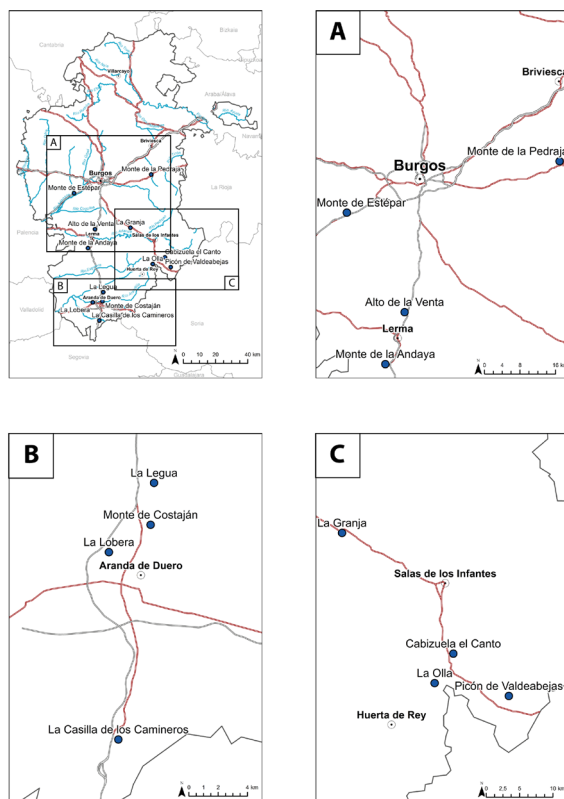 Cantabria
Bizkaia
Villarcayo
Araba/Álava
Briviesca
A
Burgos
Monte de la Pedraja
La Rioja
Monte de Estépar
Palencia
Alto de la Venta
La Granja
Lerma
Salas de los Infantes
Monte de la Andaya
Cabizuela el Canto
La Olla
Picón de Valdeabejas
Huerta de Rey
C
B
La Legua
Aranda de Duero
Monte de Costaján
La Lobera
La Casilla de los Camineros
Valladolid
Soria
Segovia
Guadalajara
N
0 20 40 km
A
Briviesca
Monte de la Pedraja
Burgos
Monte de Estépar
Alto de la Venta
Lerma
Monte de la Andaya
N
0 4 8 16 km
B
La Legua
Monte de Costaján
La Lobera
Aranda de Duero
La Casilla de los Camineros
N
0 2 4 km
C
La Granja
Salas de los Infantes
Cabizuela el Canto
La Olla
Picón de Valdeabejas
Huerta de Rey
N
0 2.5 5 10 km